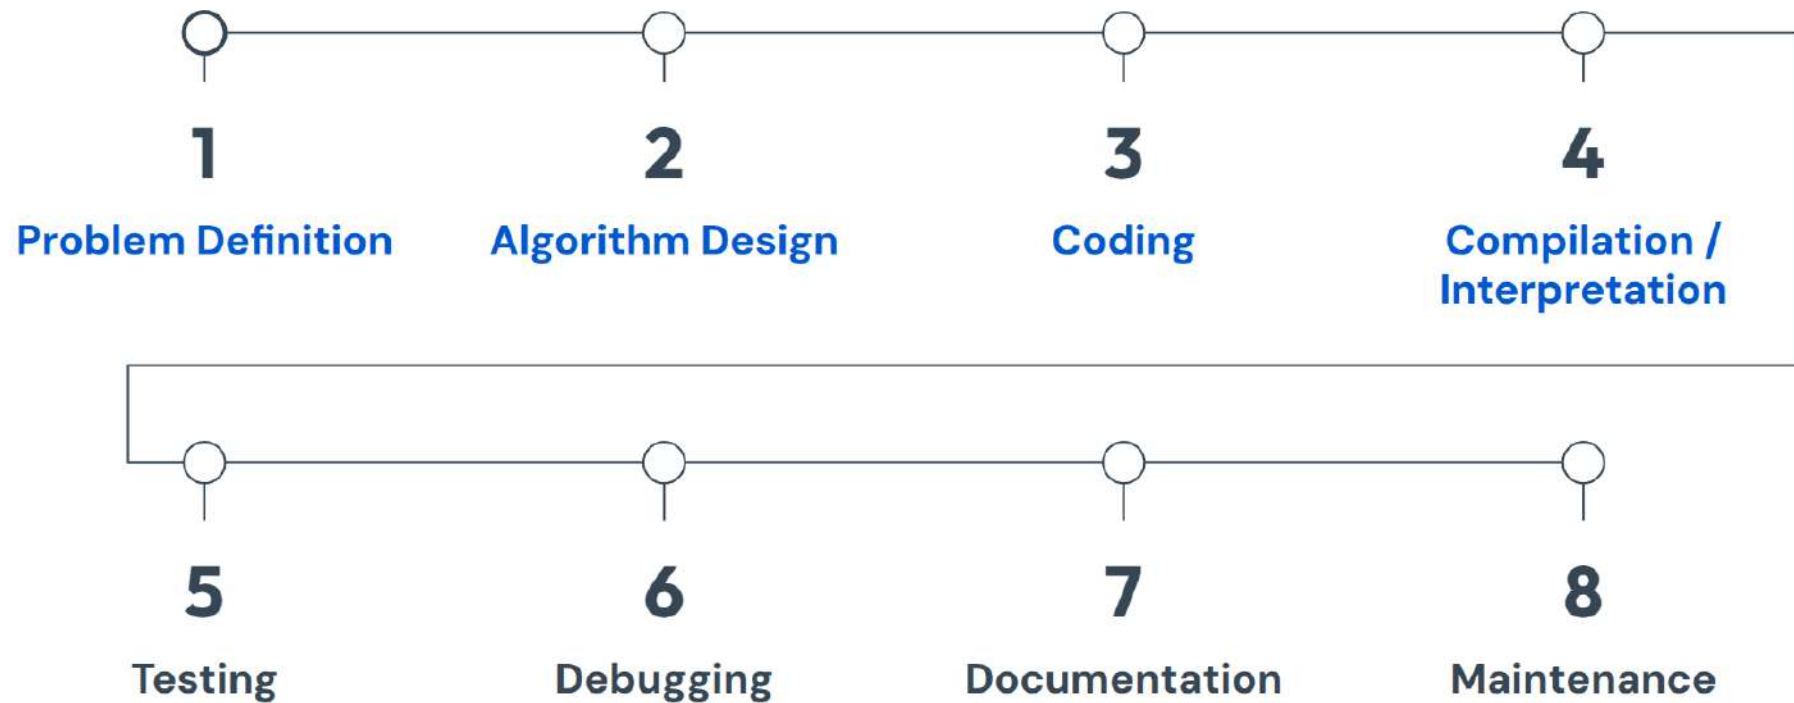 1
Problem Definition
2
Algorithm Design
3
Coding
4
Compilation /
Interpretation
5
Testing
6
Debugging
7
Documentation
8
Maintenance